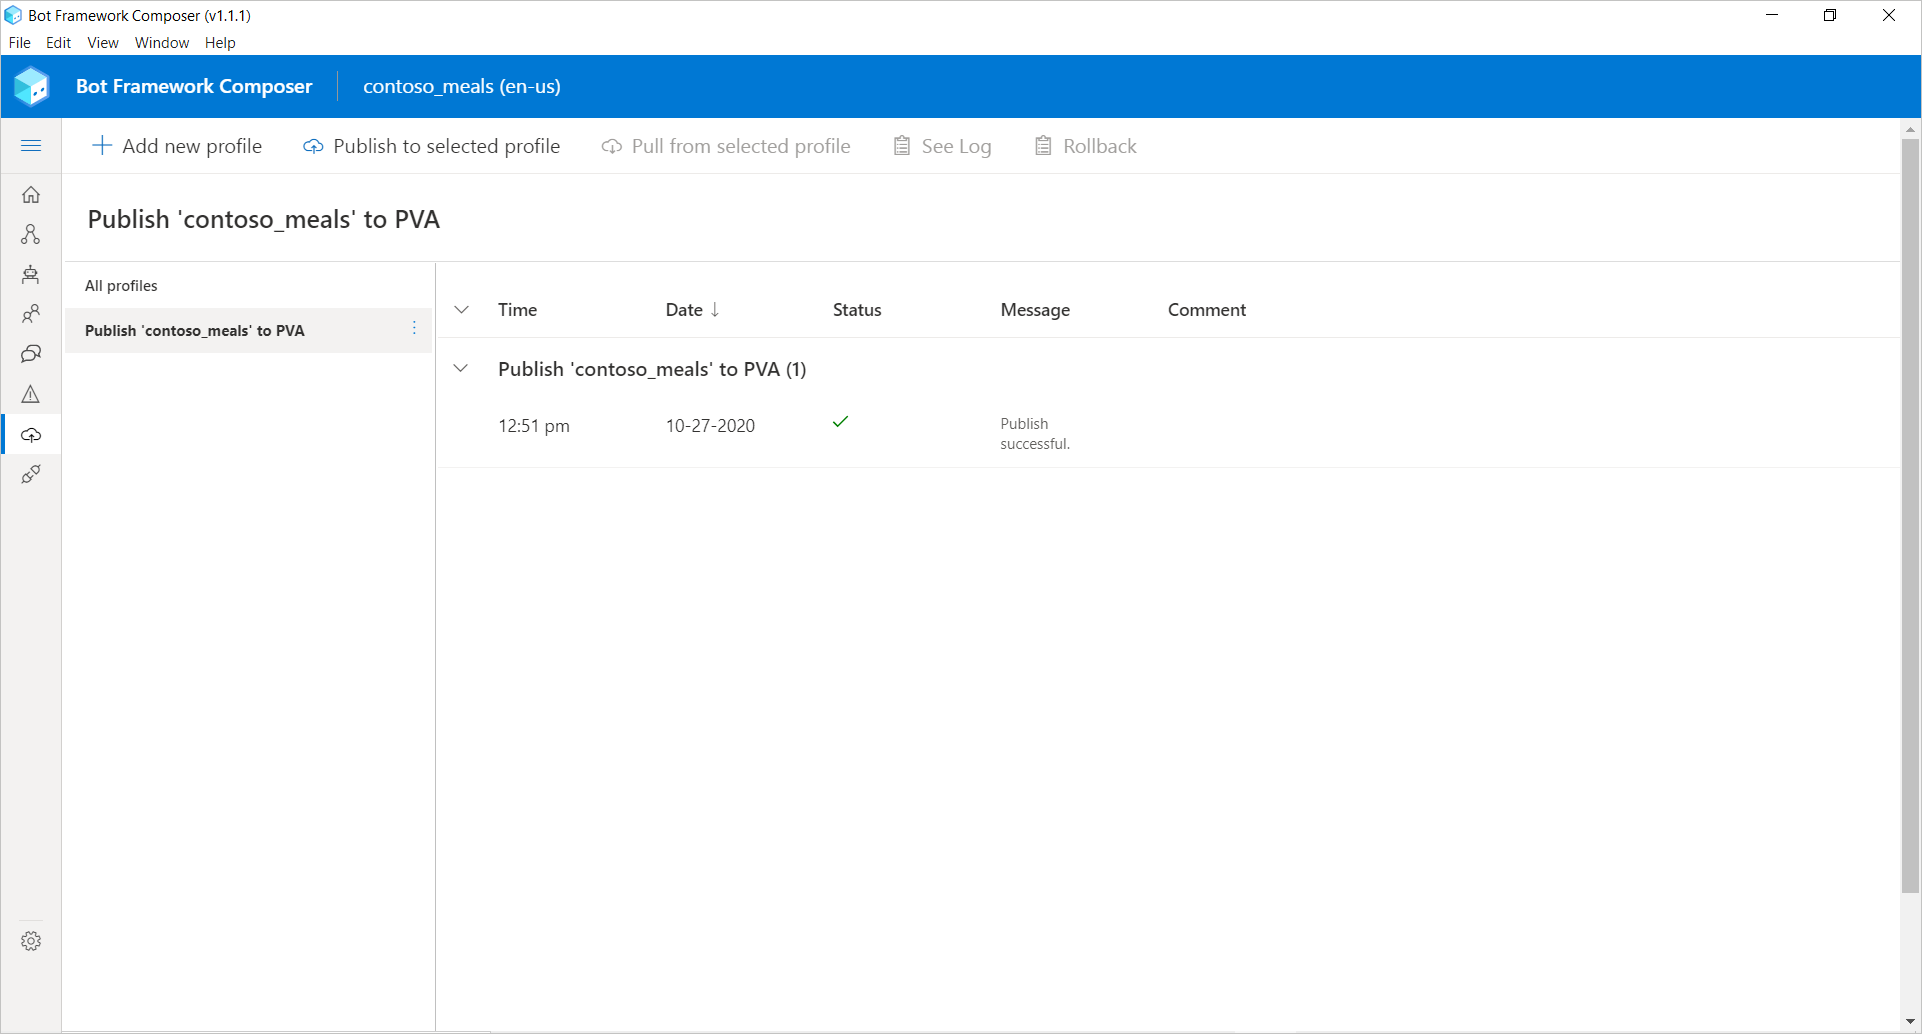 Bot Framework Composer (v1.1.1)
File Edit View Window Help
Bot Framework Composer contoso_meals (en-us)
Add new profile Publish to selected profile Pull from selected profile See Log Rollback
Publish 'contoso_meals' to PVA
All profiles
Publish 'contoso_meals' to PVA
Time Date ↓ Status Message Comment
Publish 'contoso_meals' to PVA (1)
12:51 pm 10-27-2020 Publish
successful.